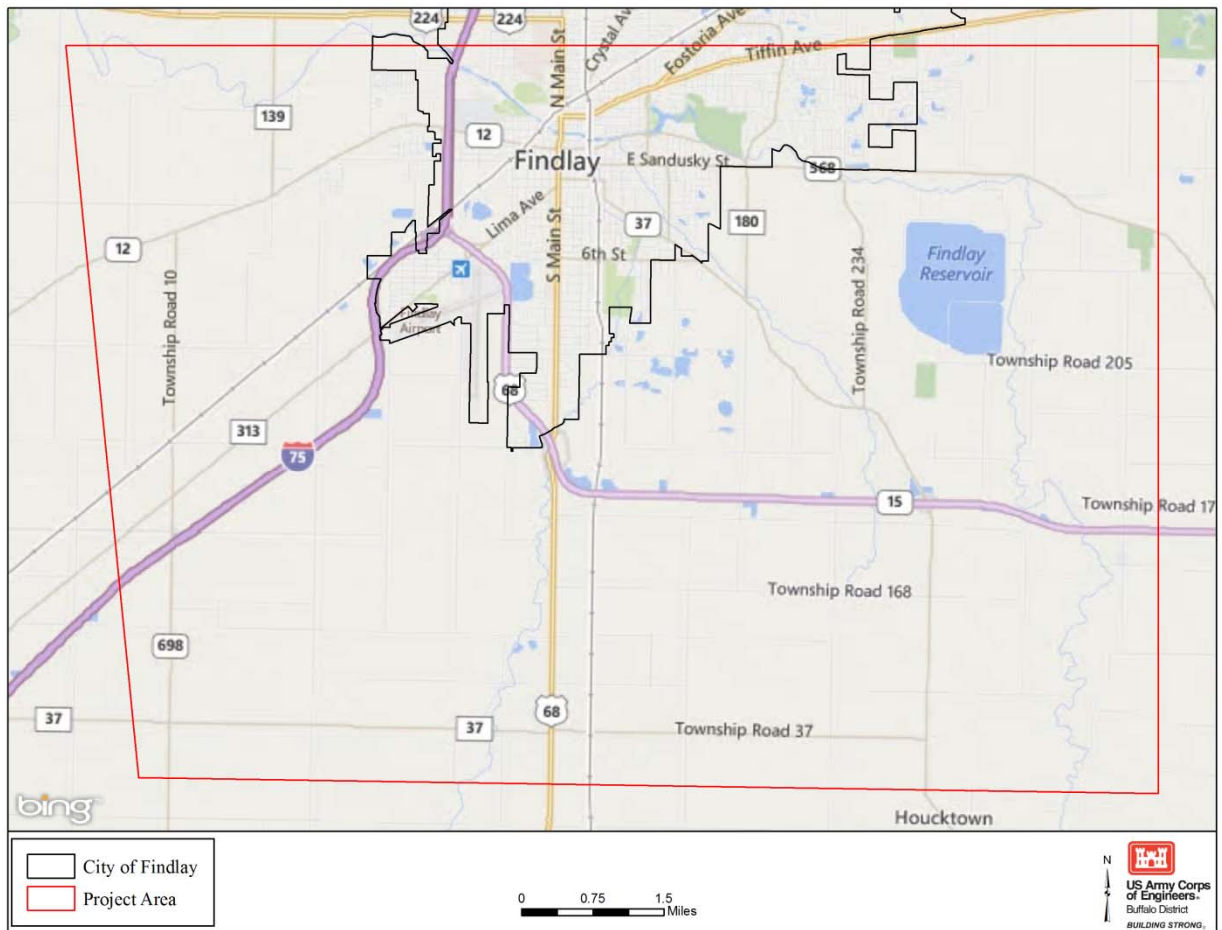 224
224
N Main St
Crystal Ave
Fostoria Ave
Tiffin Ave
139
12
Findlay
E Sandusky St
568
Lima Ave
S Main St
37
180
12
6th St
Findlay
Reservoir
Township Road 10
Township Road 234
Findlay
Airport
Township Road 205
68
313
75
15
Township Road 17
Township Road 168
698
37
37
68
Township Road 37
bing
Houcktown
City of Findlay
Project Area
0 0.75 1.5
Miles
N
US Army Corps
of Engineers®
Buffalo District
BUILDING STRONG®